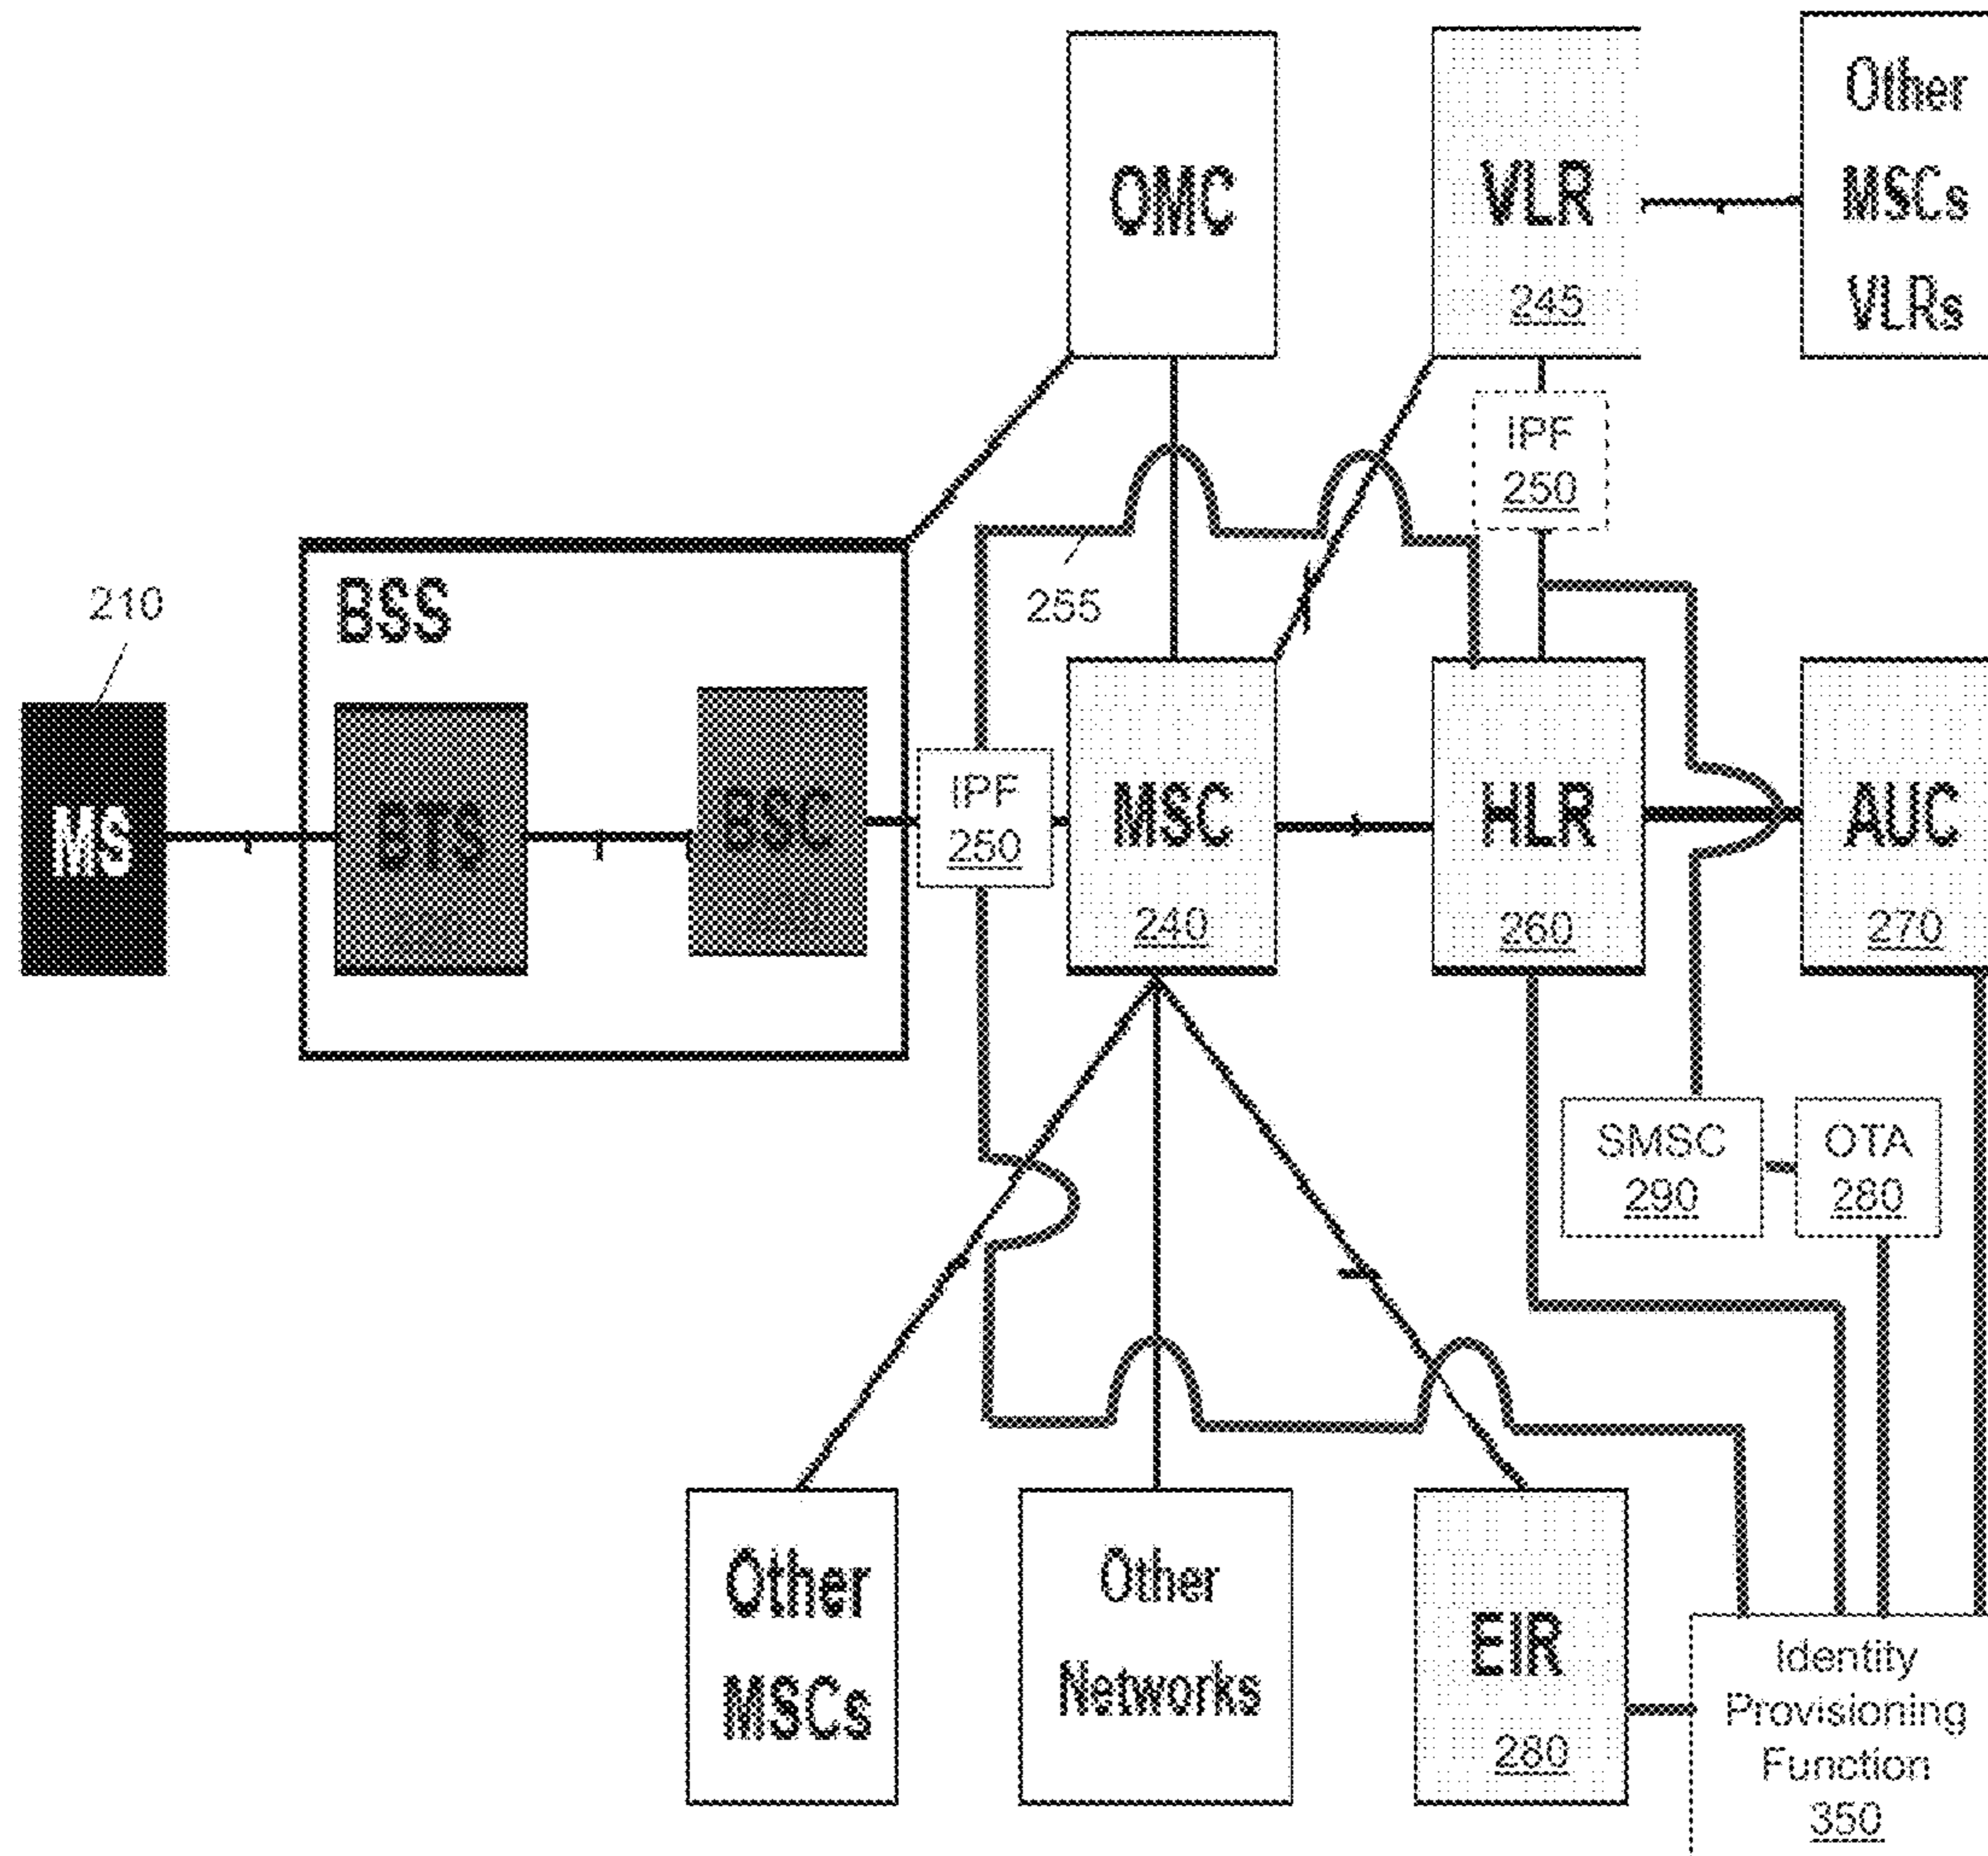 OMC
VLR
245
Other
MSCs
VLRs
IPF
250
255
210
BSS
MS
BTS
BSC
IPF
250
MSC
240
HLR
260
AUC
270
SMSC
290
OTA
280
Other
MSCs
Other
Networks
EIR
280
Identity
Provisioning
Function
350